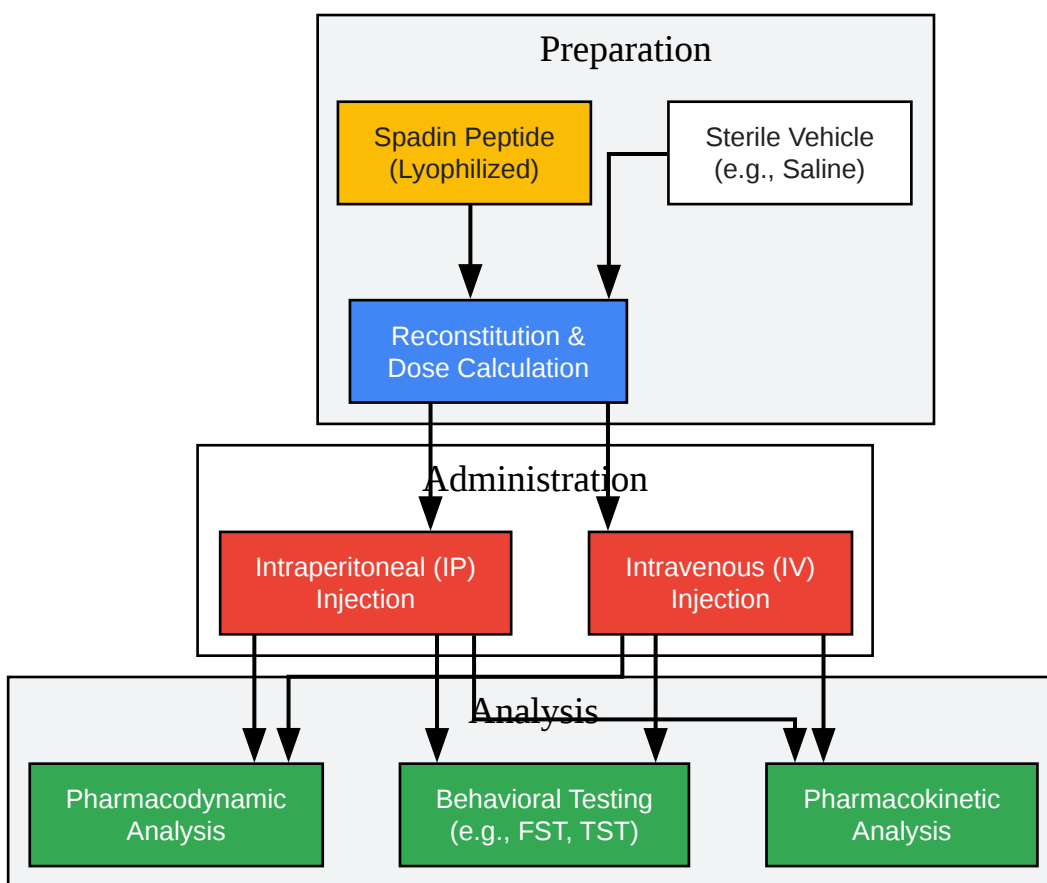 Preparation
Spadin Peptide
(Lyophilized)
Sterile Vehicle
(e.g., Saline)
Reconstitution &
Dose Calculation
Administration
Intraperitoneal (IP)
Injection
Intravenous (IV)
Injection
Analysis
Pharmacodynamic
Analysis
Behavioral Testing
(e.g., FST, TST)
Pharmacokinetic
Analysis